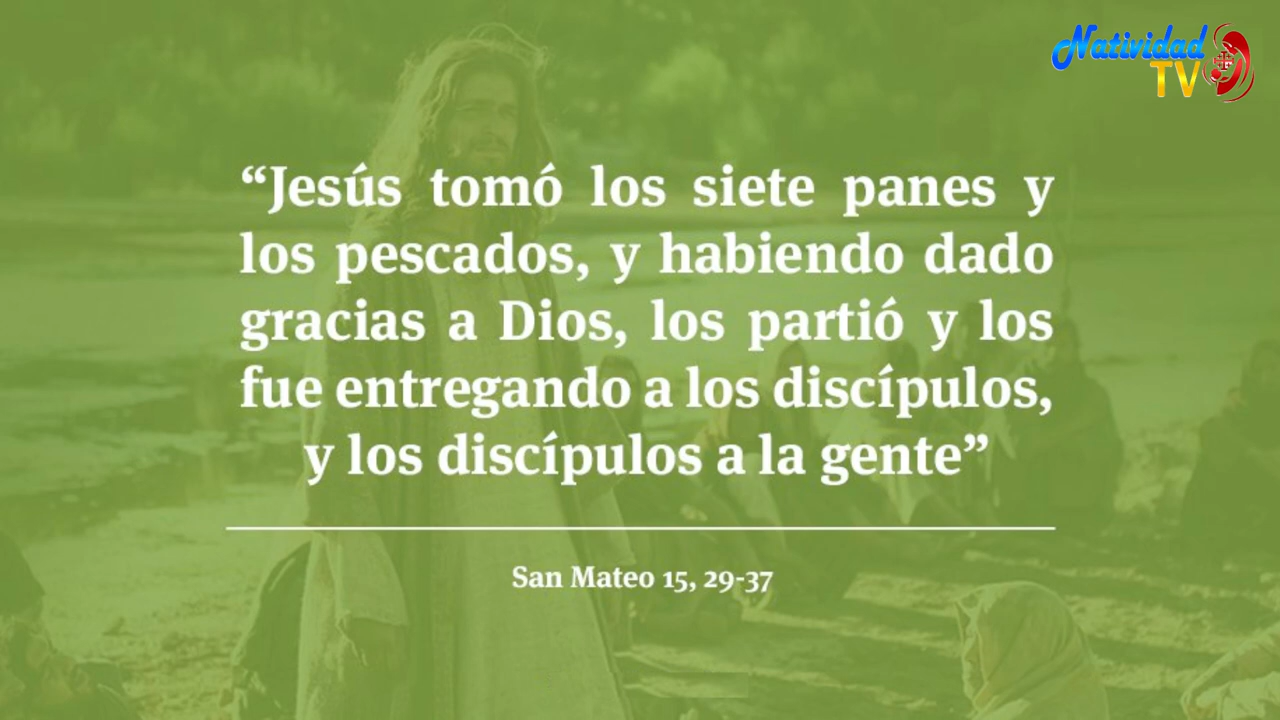 Natividad
TV
“Jesús tomó los siete panes y
los pescados, y habiendo dado
gracias a Dios, los partió y los
fue entregando a los discípulos,
y los discípulos a la gente”
San Mateo 15, 29-37